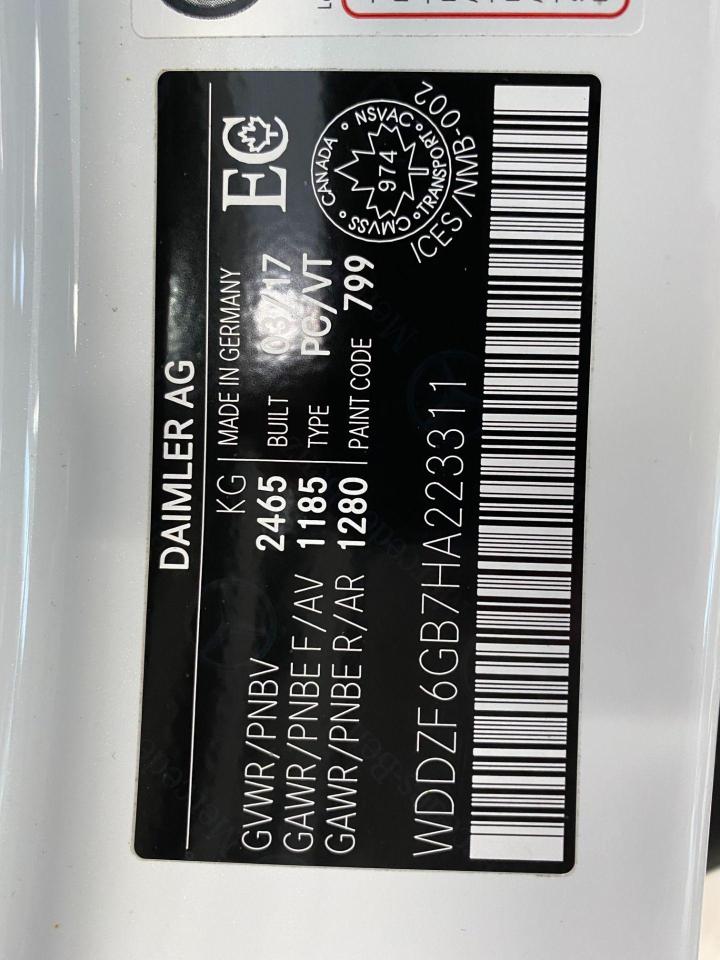 DAIMLER AG
KG
MADE IN GERMANY
GVWR/PNBV 2465
BUILT 03/17
GAWR/PNBE F/AV 1185
TYPE PC/VT
GAWR/PNBE R/AR 1280
PAINT CODE 799
EC
CANADA • NSVAC • TRANSPORT • CMVSS •
974
ICES/NMB-002
WDDZF6GB7HA223311